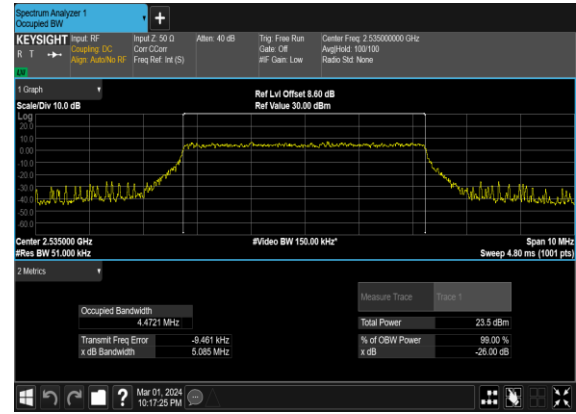 Spectrum Analyzer 1
Occupied BW
+
KEYSIGHT Input: RF Input Z: 50 Ω Atten: 40 dB Trig: Free Run Center Freq: 2.535000000 GHz
R T Coupling: DC Corr CCorr Gate: Off Avg|Hold: 100/100
Align: Auto/No RF Freq Ref: Int (S) #IF Gain: Low Radio Std: None
LW
1 Graph Ref Lvl Offset 8.60 dB
Scale/Div 10.0 dB Ref Value 30.00 dBm
Log
20.0
10.0
0.00
-10.0
-20.0
-30.0
-40.0
-50.0
-60.0
Center 2.535000 GHz #Video BW 150.00 kHz* Span 10 MHz
#Res BW 51.000 kHz Sweep 4.80 ms (1001 pts)
2 Metrics
Measure Trace Trace 1
Occupied Bandwidth
4.4721 MHz Total Power 23.5 dBm
Transmit Freq Error -9.461 kHz % of OBW Power 99.00 %
x dB Bandwidth 5.085 MHz x dB -26.00 dB
? Mar 01, 2024
10:17:25 PM